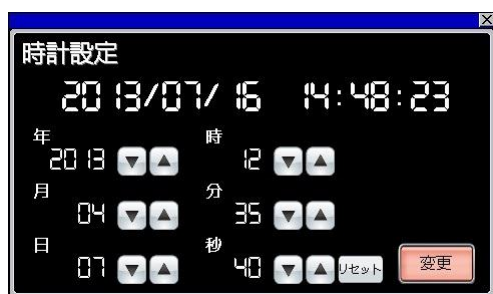 時計設定
2013/07/16 14:48:23
年 時
2013 ▼ ▲ 12 ▼ ▲
月 分
04 ▼ ▲ 35 ▼ ▲
日 秒
07 ▼ ▲ 40 ▼ ▲ リセット 変更